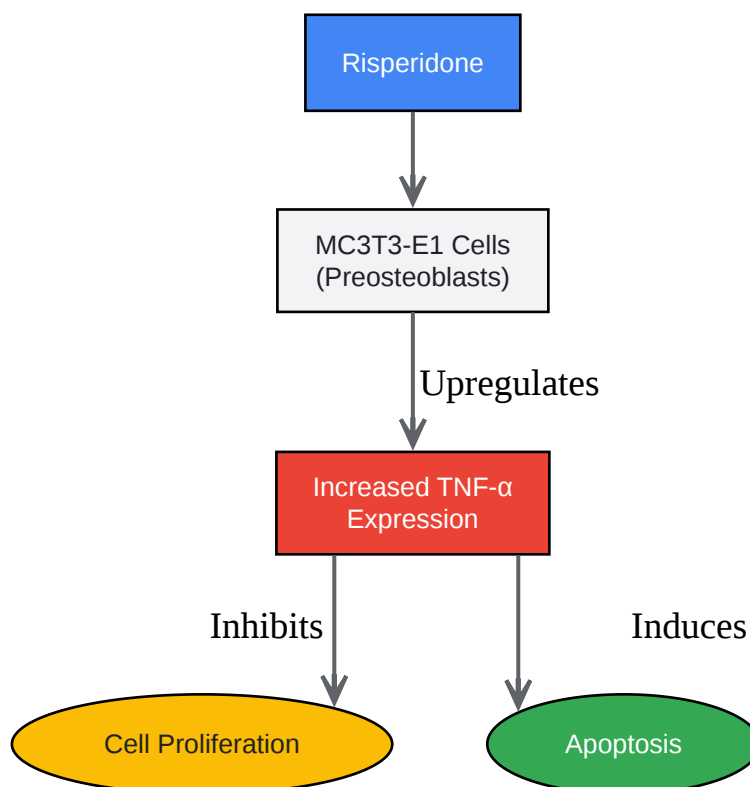 Risperidone
MC3T3-E1 Cells
(Preosteoblasts)
Upregulates
Increased TNF-α
Expression
Inhibits
Induces
Cell Proliferation
Apoptosis